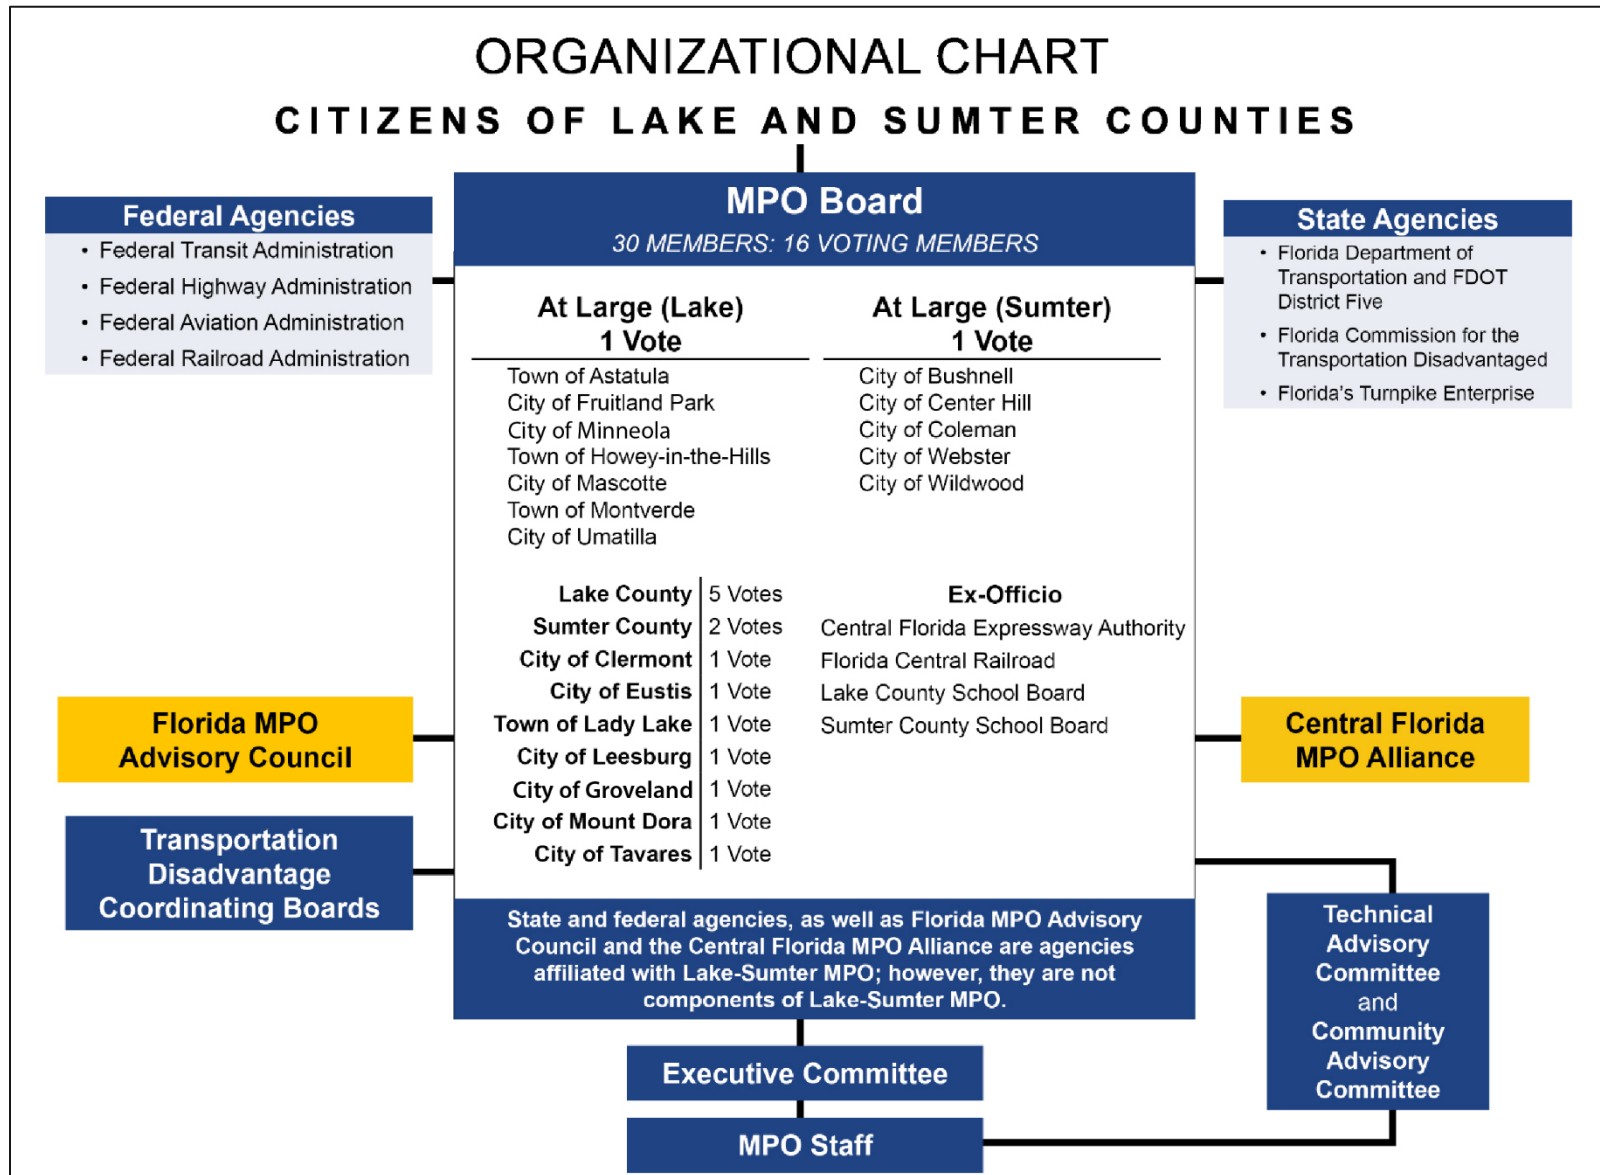 ORGANIZATIONAL CHART
CITIZENS OF LAKE AND SUMTER COUNTIES
Federal Agencies
• Federal Transit Administration
• Federal Highway Administration
• Federal Aviation Administration
• Federal Railroad Administration
MPO Board
30 MEMBERS: 16 VOTING MEMBERS
At Large (Lake)
1 Vote
Town of Astatula
City of Fruitland Park
City of Minneola
Town of Howey-in-the-Hills
City of Mascotte
Town of Montverde
City of Umatilla
At Large (Sumter)
1 Vote
City of Bushnell
City of Center Hill
City of Coleman
City of Webster
City of Wildwood
State Agencies
• Florida Department of
Transportation and FDOT
District Five
• Florida Commission for the
Transportation Disadvantaged
• Florida's Turnpike Enterprise
Lake County 5 Votes
Sumter County 2 Votes
City of Clermont 1 Vote
City of Eustis 1 Vote
Town of Lady Lake 1 Vote
City of Leesburg 1 Vote
City of Groveland 1 Vote
City of Mount Dora 1 Vote
City of Tavares 1 Vote
Ex-Officio
Central Florida Expressway Authority
Florida Central Railroad
Lake County School Board
Sumter County School Board
Florida MPO
Advisory Council
Central Florida
MPO Alliance
Transportation
Disadvantage
Coordinating Boards
State and federal agencies, as well as Florida MPO Advisory
Council and the Central Florida MPO Alliance are agencies
affiliated with Lake-Sumter MPO; however, they are not
components of Lake-Sumter MPO.
Technical
Advisory
Committee
and
Community
Advisory
Committee
Executive Committee
MPO Staff